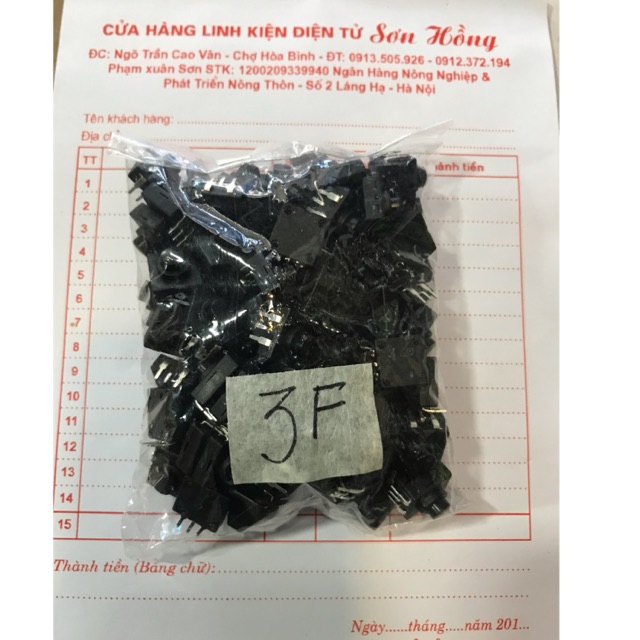 CỬA HÀNG LINH KIỆN ĐIỆN TỬ Sơn Hồng
ĐC: Ngõ Trần Cao Vân - Chợ Hòa Bình - ĐT: 0913.505.926 - 0912.372.194
Phạm xuân Sơn STK: 1200209339940 Ngân Hàng Nông Nghiệp &
Phát Triển Nông Thôn - Số 2 Láng Hạ - Hà Nội
Tên khách hàng:
Địa
TT
hành tiền
1
2
3
4
5
6
7
8
9
10
11
12
13
14
15
3F
Thành tiền (Bằng chữ):
Ngày......tháng.....năm 201...